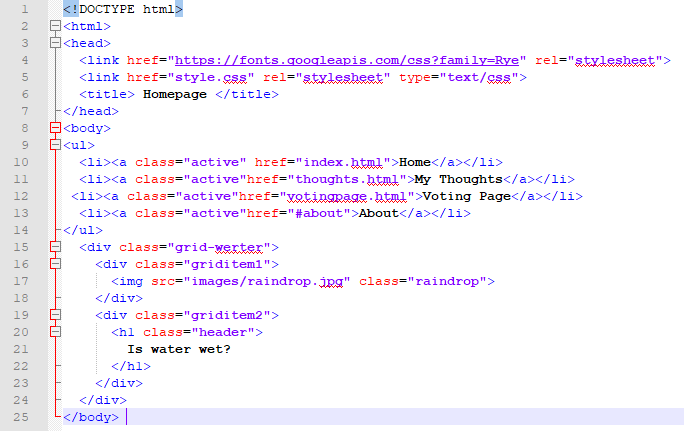 1 <!DOCTYPE html>
2 <html>
3 <head>
4 <link href="https://fonts.googleapis.com/css?family=Rye" rel="stylesheet">
5 <link href="style.css" rel="stylesheet" type="text/css">
6 <title> Homepage </title>
7 </head>
8 <body>
9 <ul>
10 <li><a class="active" href="index.html">Home</a></li>
11 <li><a class="active"href="thoughts.html">My Thoughts</a></li>
12 <li><a class="active"href="votingpage.html">Voting Page</a></li>
13 <li><a class="active"href="#about">About</a></li>
14 </ul>
15 <div class="grid-werter">
16 <div class="griditem1">
17 <img src="images/raindrop.jpg" class="raindrop">
18 </div>
19 <div class="griditem2">
20 <h1 class="header">
21 Is water wet?
22 </h1>
23 </div>
24 </div>
25 </body>